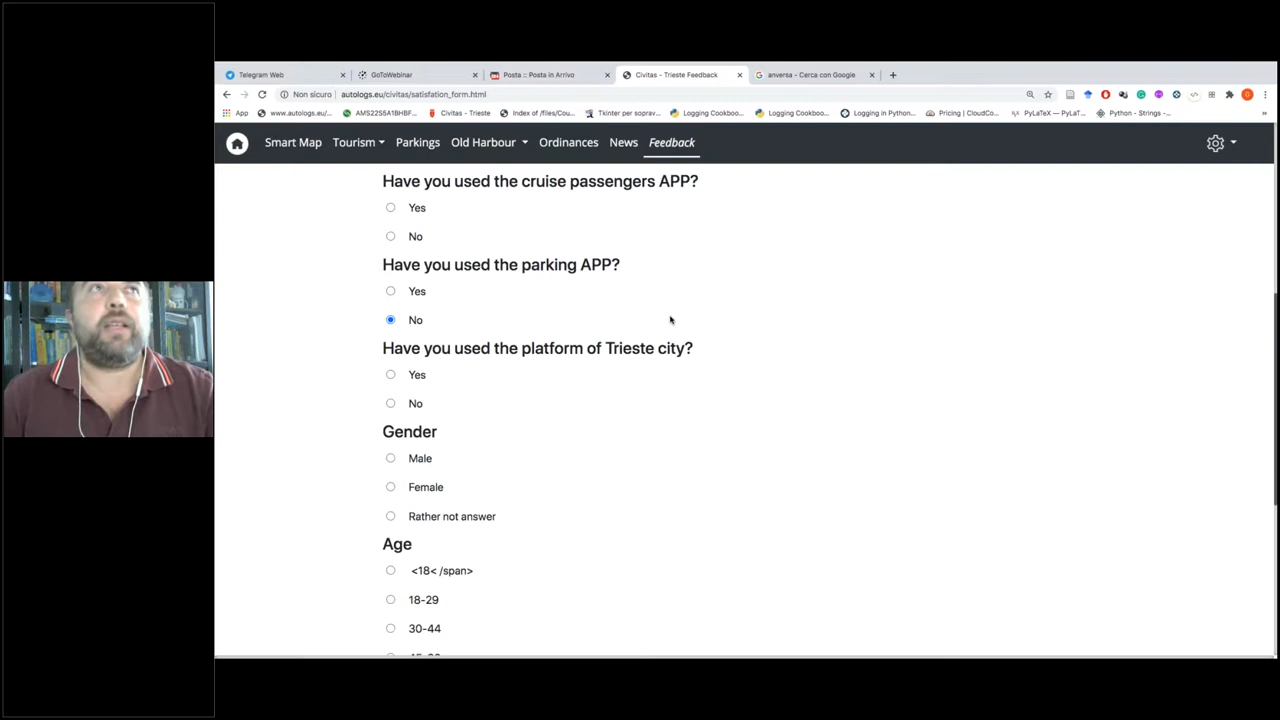 Telegram Web
GoToWebinar
Posta :: Posta in Arrivo
Civitas - Trieste Feedback
anversa - Cerca con Google
Non sicuro
autologs.eu/civitas/satisfation_form.html
App
www.autologs.eu/...
AMS22S5A1BHBF...
Civitas - Trieste
Index of /files/Cou...
Tkinter per soprav...
Logging Cookboo...
Logging Cookboo...
Logging in Python...
Pricing | CloudCo...
PyLaTeX — PyLaT...
Python - Strings -...
Smart Map
Tourism
Parkings
Old Harbour
Ordinances
News
Feedback
Have you used the cruise passengers APP?
Yes
No
Have you used the parking APP?
Yes
No
Have you used the platform of Trieste city?
Yes
No
Gender
Male
Female
Rather not answer
Age
<18< /span>
18-29
30-44